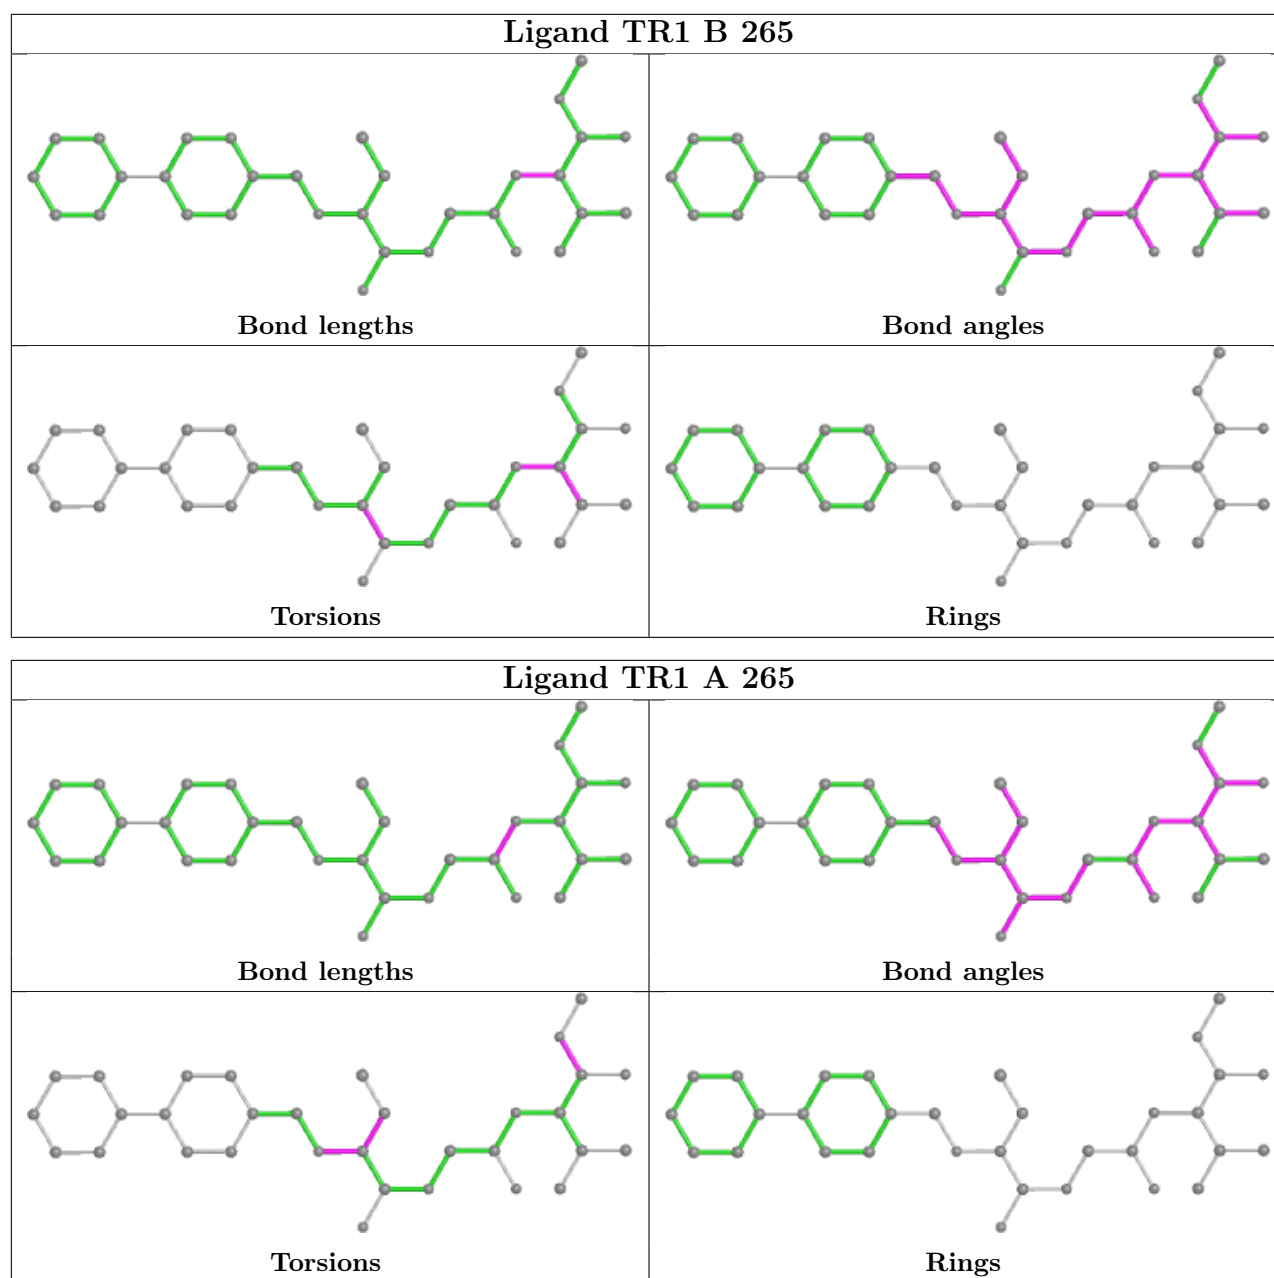 Ligand TR1 B 265
Bond lengths
Bond angles
Torsions
Rings
Ligand TR1 A 265
Bond lengths
Bond angles
Torsions
Rings